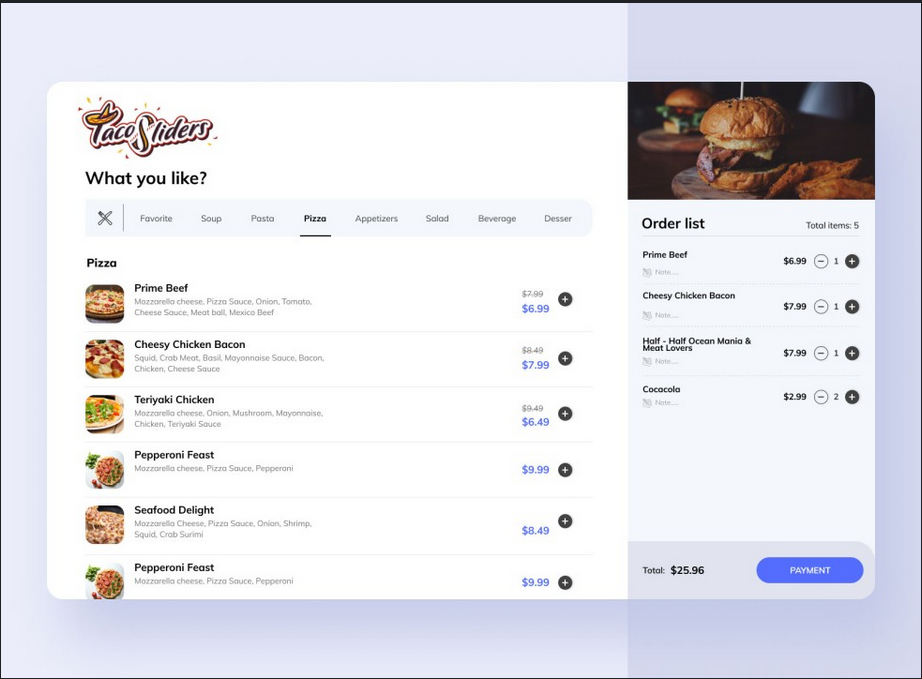 Taco Sliders
What you like?
Favorite Soup Pasta Pizza Appetizers Salad Beverage Desser
Pizza
Prime Beef
Mozzarella cheese, Pizza Sauce, Onion, Tomato,
Cheese Sauce, Meat ball, Mexico Beef
$7.99
$6.99
Cheesy Chicken Bacon
Squid, Crab Meat, Basil, Mayonnaise Sauce, Bacon,
Chicken, Cheese Sauce
$8.49
$7.99
Teriyaki Chicken
Mozzarella cheese, Onion, Mushroom, Mayonnaise,
Chicken, Teriyaki Sauce
$9.49
$6.49
Pepperoni Feast
Mozzarella cheese, Pizza Sauce, Pepperoni
$9.99
Seafood Delight
Mozzarella Cheese, Pizza Sauce, Onion, Shrimp,
Squid, Crab Surimi
$8.49
Pepperoni Feast
Mozzarella cheese, Pizza Sauce, Pepperoni
$9.99
Order list
Total items: 5
Prime Beef
Note....
$6.99 − 1 +
Cheesy Chicken Bacon
Note....
$7.99 − 1 +
Half - Half Ocean Mania &
Meat Lovers
Note....
$7.99 − 1 +
Cocacola
Note....
$2.99 − 2 +
Total: $25.96
PAYMENT